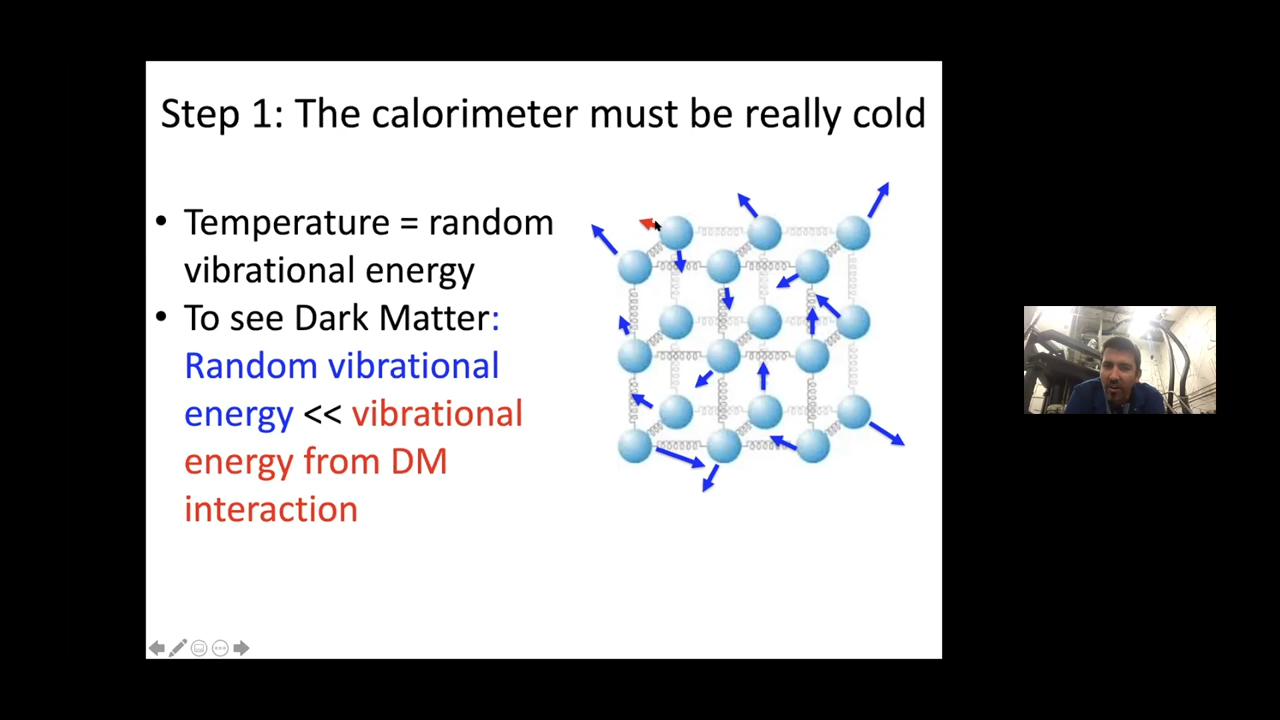 Step 1: The calorimeter must be really cold
• Temperature = random
vibrational energy
• To see Dark Matter:
Random vibrational
energy << vibrational
energy from DM
interaction